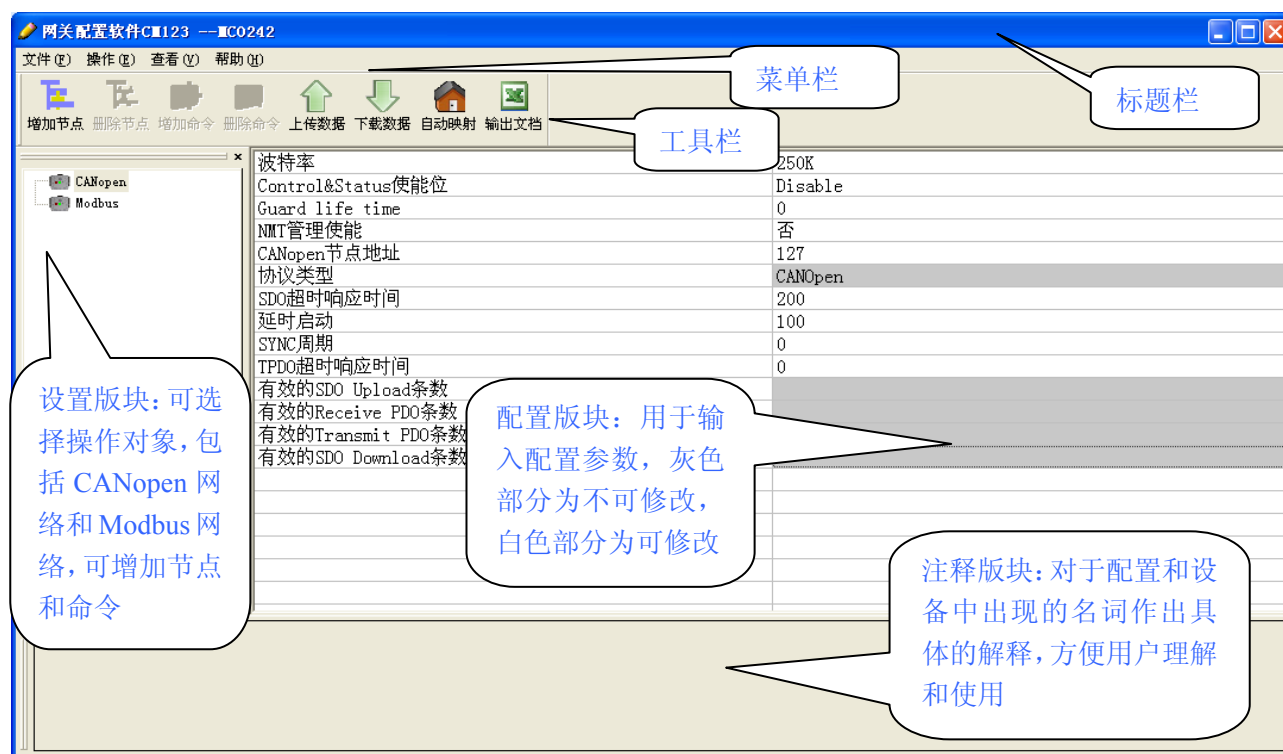 网关配置软件CM123 --MCO242
文件(F) 操作(E) 查看(V) 帮助(H)
菜单栏
标题栏
增加节点 删除节点 增加命令 删除命令 上传数据 下载数据 自动映射 输出文档
工具栏
CANopen
Modbus
波特率 250K
Control&Status使能位 Disable
Guard life time 0
NMT管理使能 否
CANopen节点地址 127
协议类型 CANOpen
SDO超时响应时间 200
延时启动 100
SYNC周期 0
TPDO超时响应时间 0
有效的SDO Upload条数
有效的Receive PDO条数
有效的Transmit PDO条数
有效的SDO Download条数
设置版块：可选
择操作对象，包
括 CANopen 网
络和 Modbus 网
络，可增加节点
和命令
配置版块：用于输
入配置参数，灰色
部分为不可修改，
白色部分为可修改
注释版块：对于配置和设
备中出现的名词作出具
体的解释，方便用户理解
和使用